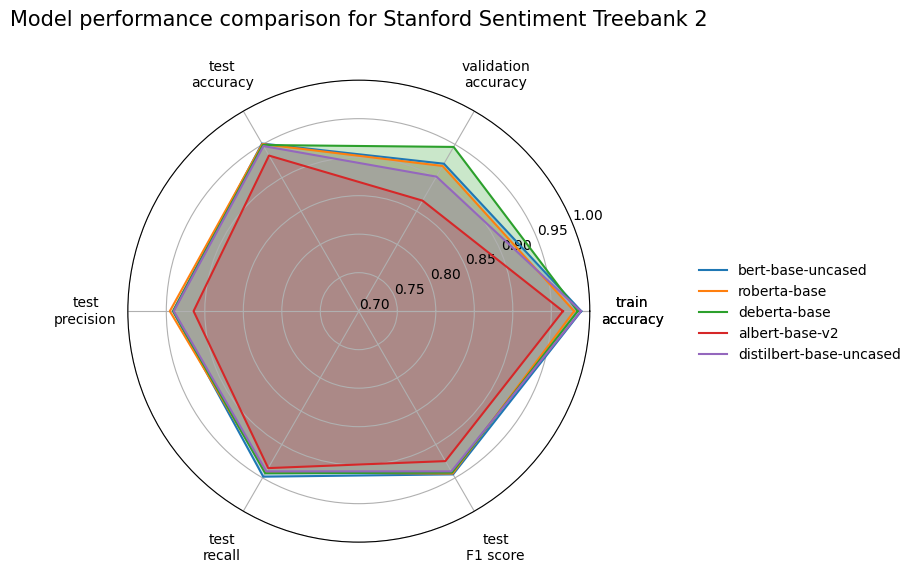 Model performance comparison for Stanford Sentiment Treebank 2
test
accuracy
validation
accuracy
1.00
0.95
0.90
0.85
0.80
0.75
0.70
test
precision
train
accuracy
bert-base-uncased
roberta-base
deberta-base
albert-base-v2
distilbert-base-uncased
test
recall
test
F1 score